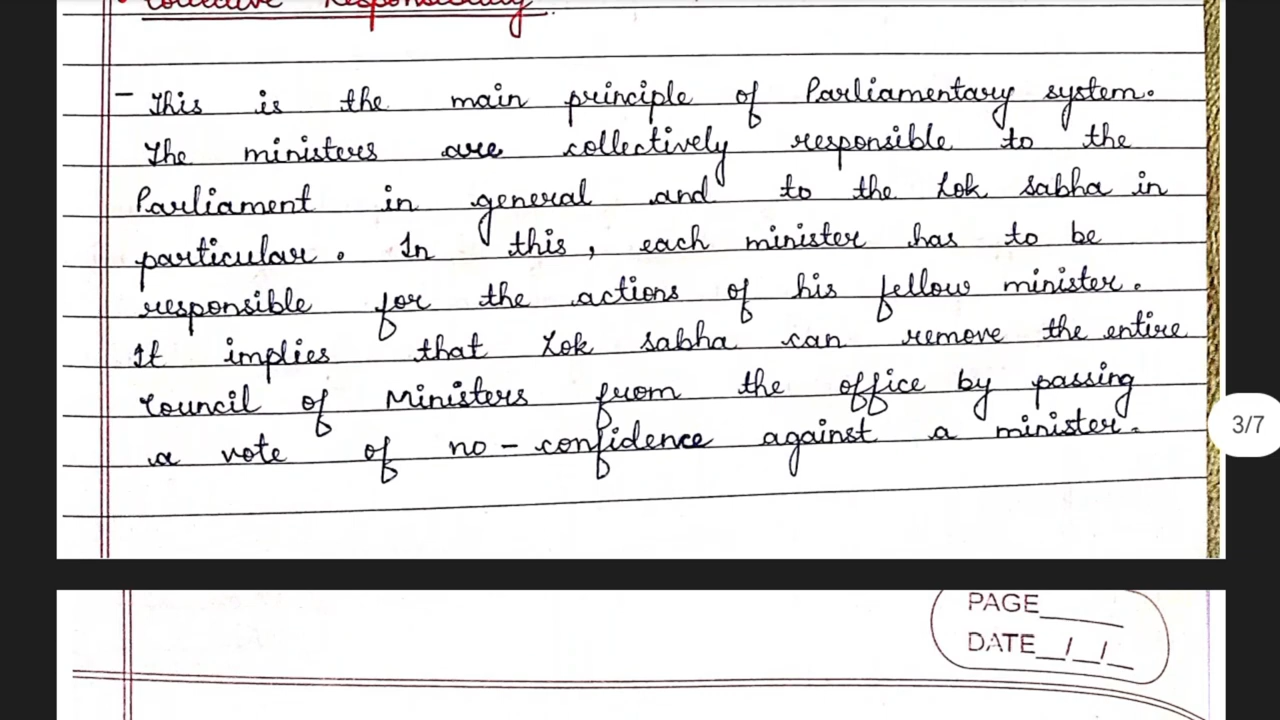 Collective Responsibility
- This is the main principle of Parliamentary system.
The ministers are collectively responsible to the
Parliament in general and to the Lok Sabha in
particular. In this, each minister has to be
responsible for the actions of his fellow minister.
It implies that Lok Sabha can remove the entire
Council of Ministers from the office by passing
a vote of no-confidence against a minister.
3/7
PAGE
DATE_/_/_